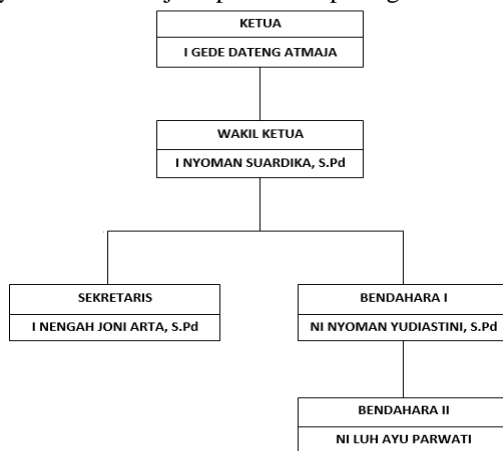 KETUA
I GEDE DATENG ATMAJA
WAKIL KETUA
I NYOMAN SUARDIKA, S.Pd
SEKRETARIS
I NENGAH JONI ARTA, S.Pd
BENDAHARA I
NI NYOMAN YUDIASTINI, S.Pd
BENDAHARA II
NI LUH AYU PARWATI